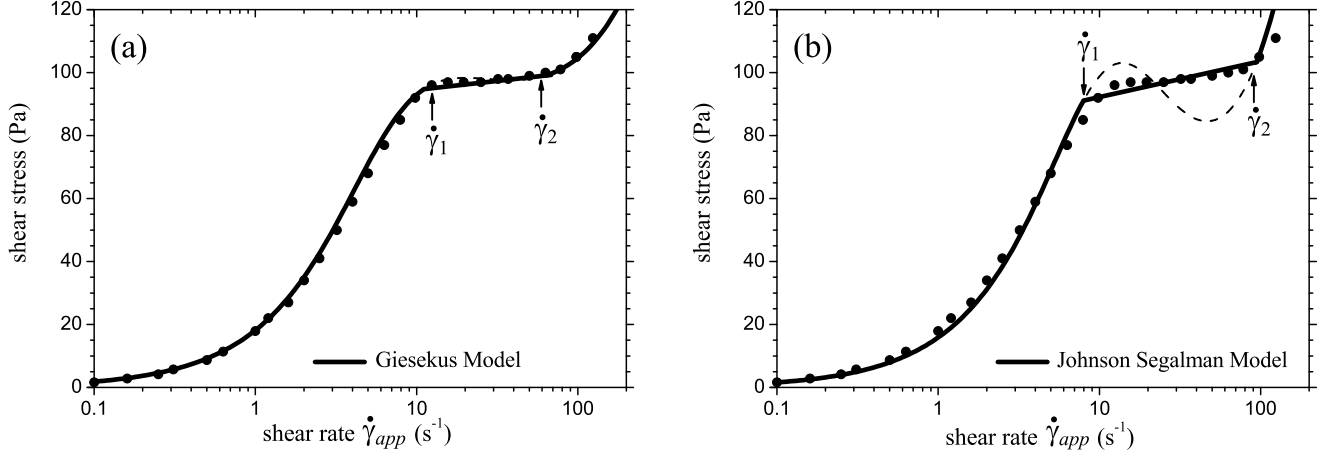 120
100
80
60
40
20
0
shear stress (Pa)
(a)
γ̇1
γ̇2
Giesekus Model
0.1
1
10
100
shear rate γ̇app (s-1)
120
100
80
60
40
20
0
shear stress (Pa)
(b)
γ̇1
γ̇2
Johnson Segalman Model
0.1
1
10
100
shear rate γ̇app (s-1)